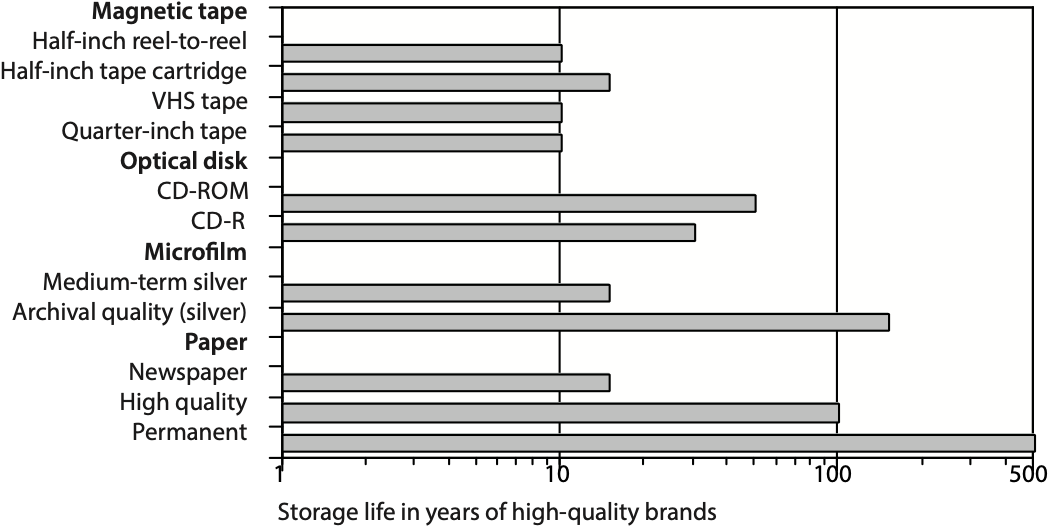 Magnetic tape
Half-inch reel-to-reel
Half-inch tape cartridge
VHS tape
Quarter-inch tape
Optical disk
CD-ROM
CD-R
Microfilm
Medium-term silver
Archival quality (silver)
Paper
Newspaper
High quality
Permanent
1 10 100 500
Storage life in years of high-quality brands